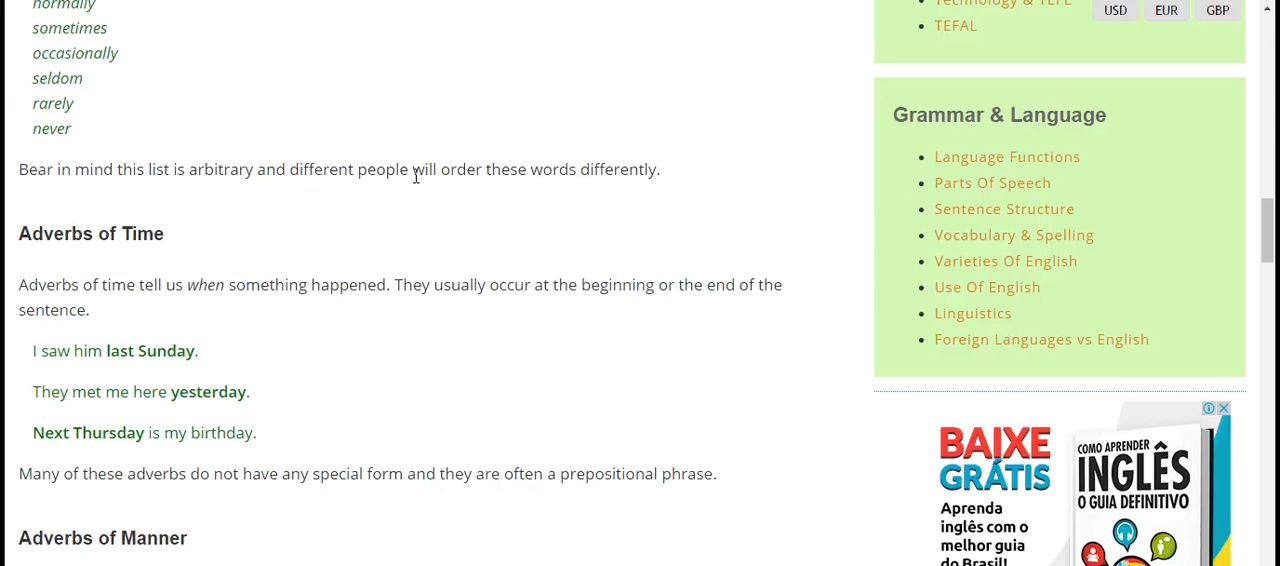 normally
sometimes
occasionally
seldom
rarely
never
Bear in mind this list is arbitrary and different people will order these words differently.
Adverbs of Time
Adverbs of time tell us when something happened. They usually occur at the beginning or the end of the
sentence.
I saw him last Sunday.
They met me here yesterday.
Next Thursday is my birthday.
Many of these adverbs do not have any special form and they are often a prepositional phrase.
Adverbs of Manner
Technology & TEFL
USD EUR GBP
TEFAL
Grammar & Language
Language Functions
Parts Of Speech
Sentence Structure
Vocabulary & Spelling
Varieties Of English
Use Of English
Linguistics
Foreign Languages vs English
BAIXE
GRÁTIS
Aprenda
inglês com o
melhor guia
do Brasil!
COMO APRENDER
INGLÊS
O GUIA DEFINITIVO